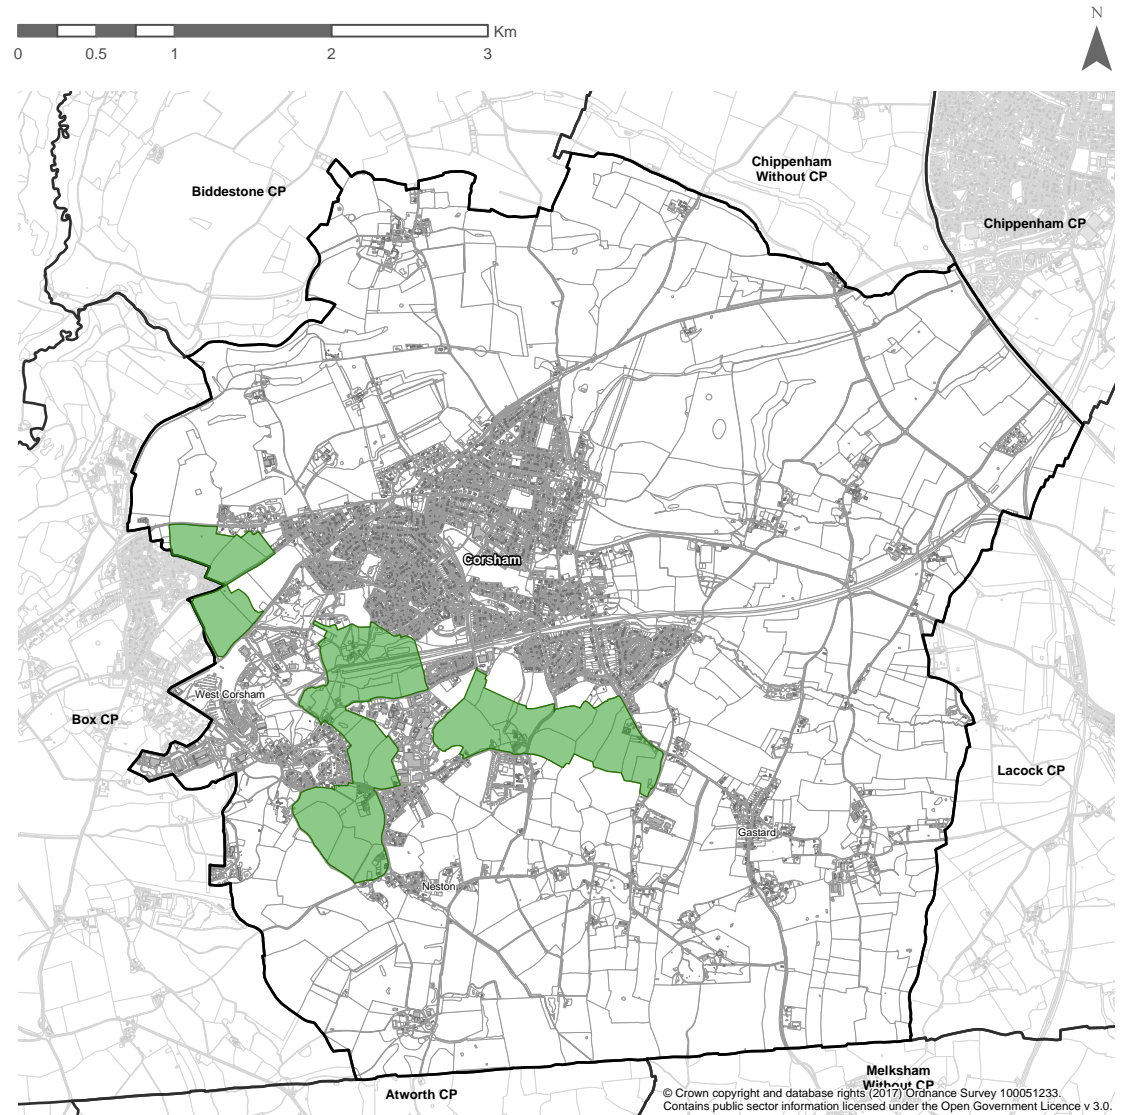 N
Km
0 0.5 1 2 3
Chippenham
Without CP
Biddestone CP
Chippenham CP
Corsham
West Corsham
Box CP
Lacock CP
Gastard
Neston
Melksham
Without CP
Atworth CP
© Crown copyright and database rights (2017) Ordnance Survey 100051233.
Contains public sector information licensed under the Open Government Licence v 3.0.